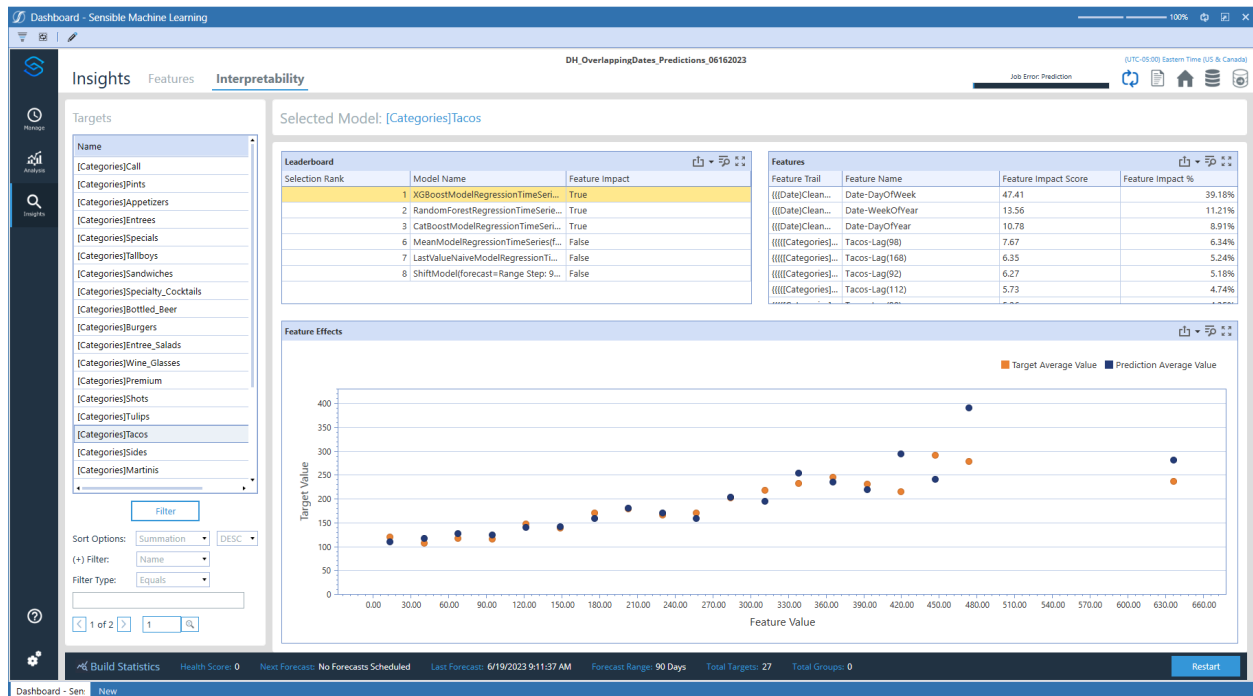 Dashboard - Sensible Machine Learning
100%
DH_OverlappingDates_Predictions_06162023
(UTC-05:00) Eastern Time (US & Canada)
Insights Features Interpretability
Job Error: Prediction
Manage
Analysis
Insights
Targets
Name
[Categories]Call
[Categories]Pints
[Categories]Appetizers
[Categories]Entrees
[Categories]Specials
[Categories]Tallboys
[Categories]Sandwiches
[Categories]Specialty_Cocktails
[Categories]Bottled_Beer
[Categories]Burgers
[Categories]Entree_Salads
[Categories]Wine_Glasses
[Categories]Premium
[Categories]Shots
[Categories]Tulips
[Categories]Tacos
[Categories]Sides
[Categories]Martinis
Filter
Sort Options: Summation DESC
(+) Filter: Name
Filter Type: Equals
1 of 2 1
Selected Model: [Categories]Tacos
Leaderboard
Selection Rank Model Name Feature Impact
1 XGBoostModelRegressionTimeSeri... True
2 RandomForestRegressionTimeSerie... True
3 CatBoostModelRegressionTimeSeri... True
6 MeanModelRegressionTimeSeries(f... False
7 LastValueNaiveModelRegressionTi... False
8 ShiftModel(forecast=Range Step: 9... False
Features
Feature Trail Feature Name Feature Impact Score Feature Impact %
(((Date)Clean... Date-DayOfWeek 47.41 39.18%
(((Date)Clean... Date-WeekOfYear 13.56 11.21%
(((Date)Clean... Date-DayOfYear 10.78 8.91%
(((([Categories]... Tacos-Lag(98) 7.67 6.34%
(((([Categories]... Tacos-Lag(168) 6.35 5.24%
(((([Categories]... Tacos-Lag(92) 6.27 5.18%
(((([Categories]... Tacos-Lag(112) 5.73 4.74%
Feature Effects
Target Average Value Prediction Average Value
Target Value
400
350
300
250
200
150
100
50
0
0.00 30.00 60.00 90.00 120.00 150.00 180.00 210.00 240.00 270.00 300.00 330.00 360.00 390.00 420.00 450.00 480.00 510.00 540.00 570.00 600.00 630.00 660.00
Feature Value
Build Statistics Health Score: 0 Next Forecast: No Forecasts Scheduled Last Forecast: 6/19/2023 9:11:37 AM Forecast Range: 90 Days Total Targets: 27 Total Groups: 0 Restart
Dashboard - Sen: New